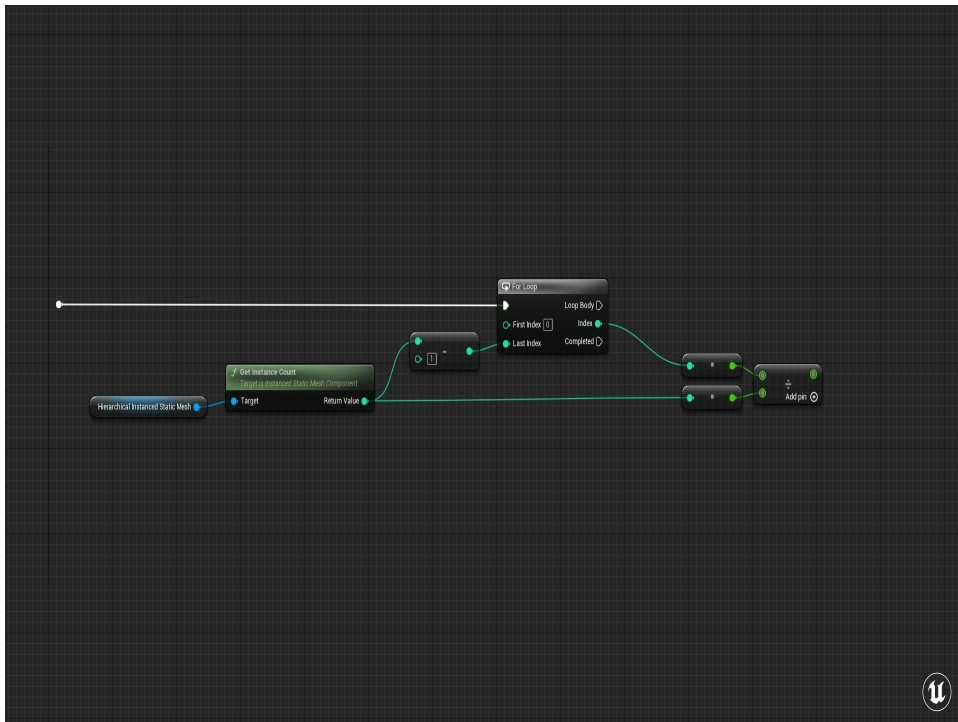 For Loop
Loop Body
First Index 0
Index
Last Index
Completed
1 -
Get Instance Count
Target is Instanced Static Mesh Component
Target
Return Value
Hierarchical Instanced Static Mesh
÷
Add pin